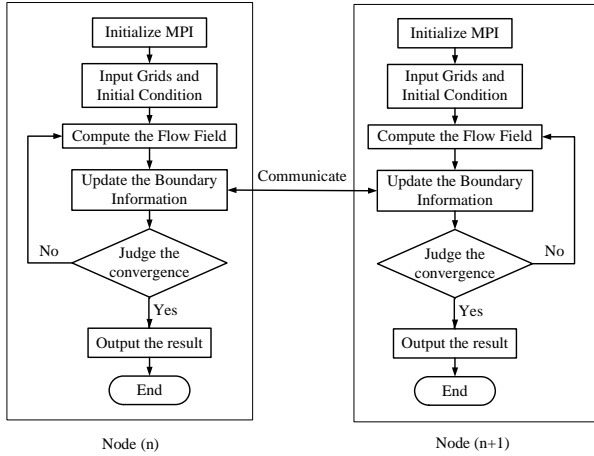 Initialize MPI
Input Grids and
Initial Condition
Compute the Flow Field
Update the Boundary
Information
No
Judge the
convergence
Yes
Output the result
End
Node (n)
Communicate
Initialize MPI
Input Grids and
Initial Condition
Compute the Flow Field
Update the Boundary
Information
Judge the
convergence
No
Yes
Output the result
End
Node (n+1)